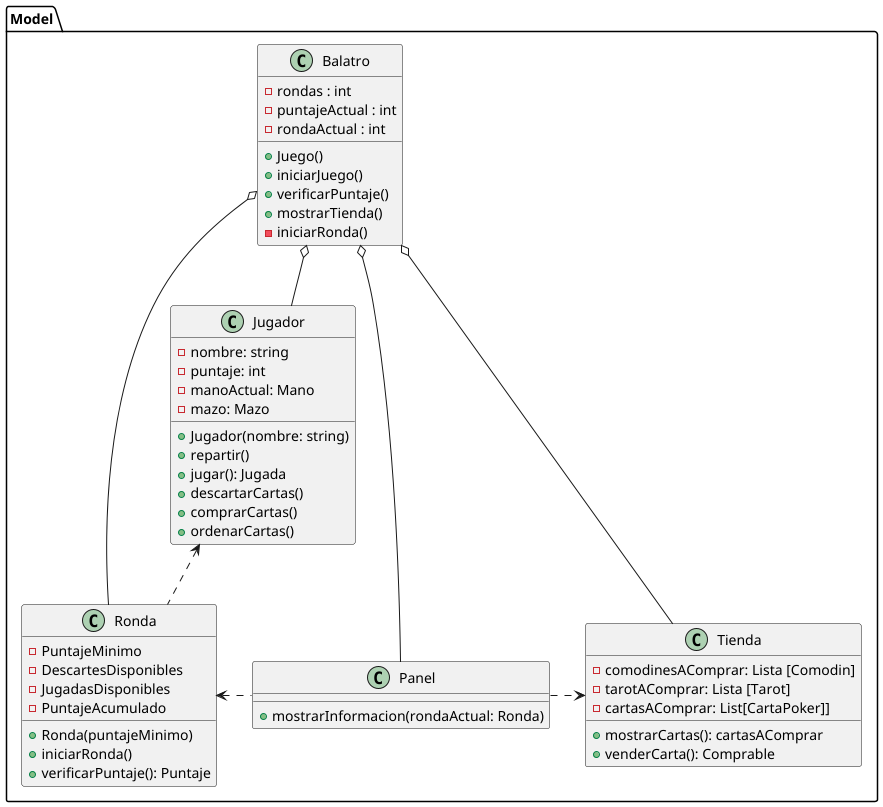 Model
C Balatro
rondas : int
puntajeActual : int
rondaActual : int
Juego()
iniciarJuego()
verificarPuntaje()
mostrarTienda()
iniciarRonda()
C Jugador
nombre: string
puntaje: int
manoActual: Mano
mazo: Mazo
Jugador(nombre: string)
repartir()
jugar(): Jugada
descartarCartas()
comprarCartas()
ordenarCartas()
C Ronda
PuntajeMinimo
DescartesDisponibles
JugadasDisponibles
PuntajeAcumulado
Ronda(puntajeMinimo)
iniciarRonda()
verificarPuntaje(): Puntaje
C Panel
mostrarInformacion(rondaActual: Ronda)
C Tienda
comodinesAComprar: Lista [Comodin]
tarotAComprar: Lista [Tarot]
cartasAComprar: List[CartaPoker]]
mostrarCartas(): cartasAComprar
venderCarta(): Comprable